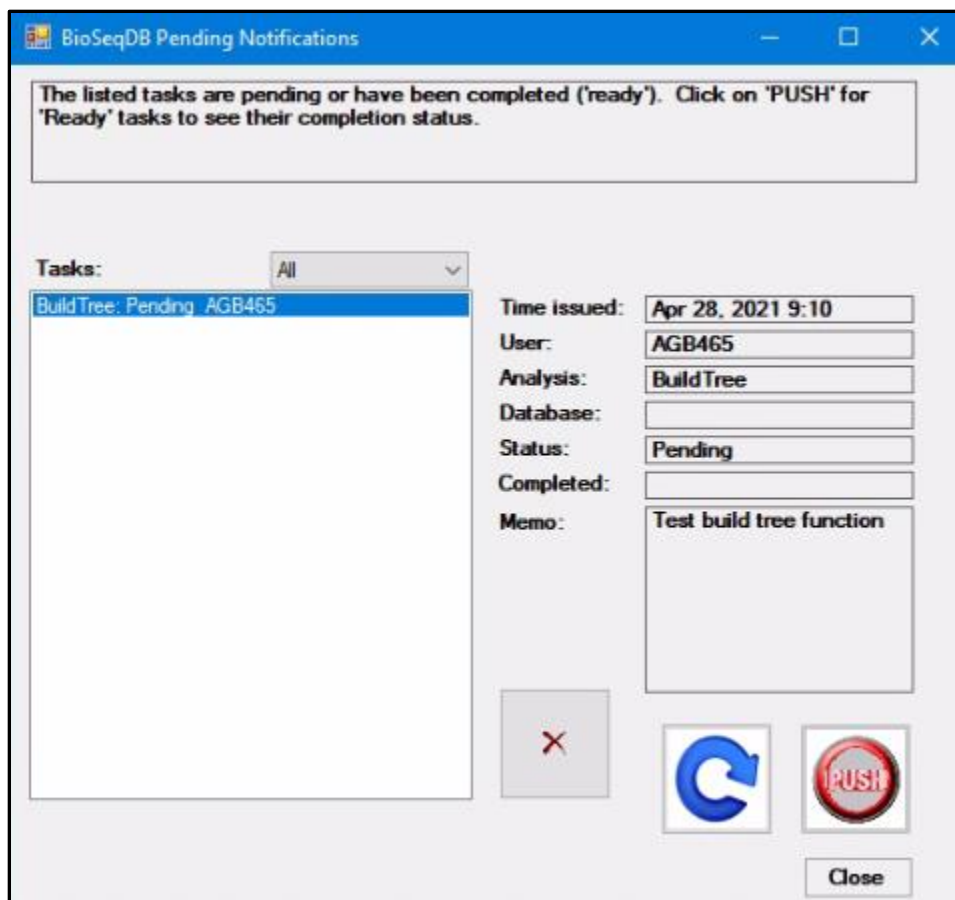 BioSeqDB Pending Notifications
The listed tasks are pending or have been completed ('ready').  Click on 'PUSH' for
'Ready' tasks to see their completion status.
Tasks:
All
BuildTree: Pending  AGB465
Time issued: Apr 28, 2021 9:10
User: AGB465
Analysis: BuildTree
Database:
Status: Pending
Completed:
Memo: Test build tree function
PUSH
Close